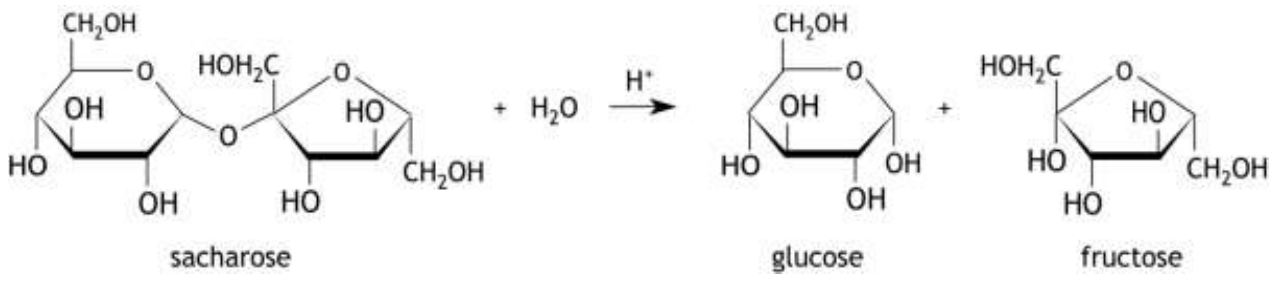 CH₂OH
O
HOH₂C
O
OH
HO
HO
OH
O
HO
CH₂OH
+ H₂O
H⁺
CH₂OH
O
OH
HO
OH
OH
+
HOH₂C
O
HO
HO
HO
CH₂OH
sacharose
glucose
fructose